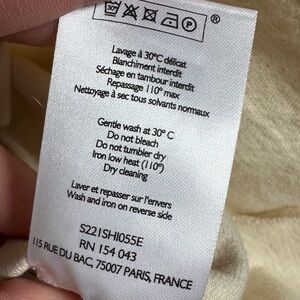 30°
P
®
Lavage à 30°C délicat
Blanchiment interdit
Séchage en tambour interdit
Repassage 110° max
Nettoyage à sec tous solvants normaux
Gentle wash at 30° C
Do not bleach
Do not tumbler dry
Iron low heat (110°)
Dry cleaning
Laver et repasser sur l'envers
Wash and iron on reverse side
S221SHI055E
RN 154 043
115 RUE DU BAC, 75007 PARIS, FRANCE